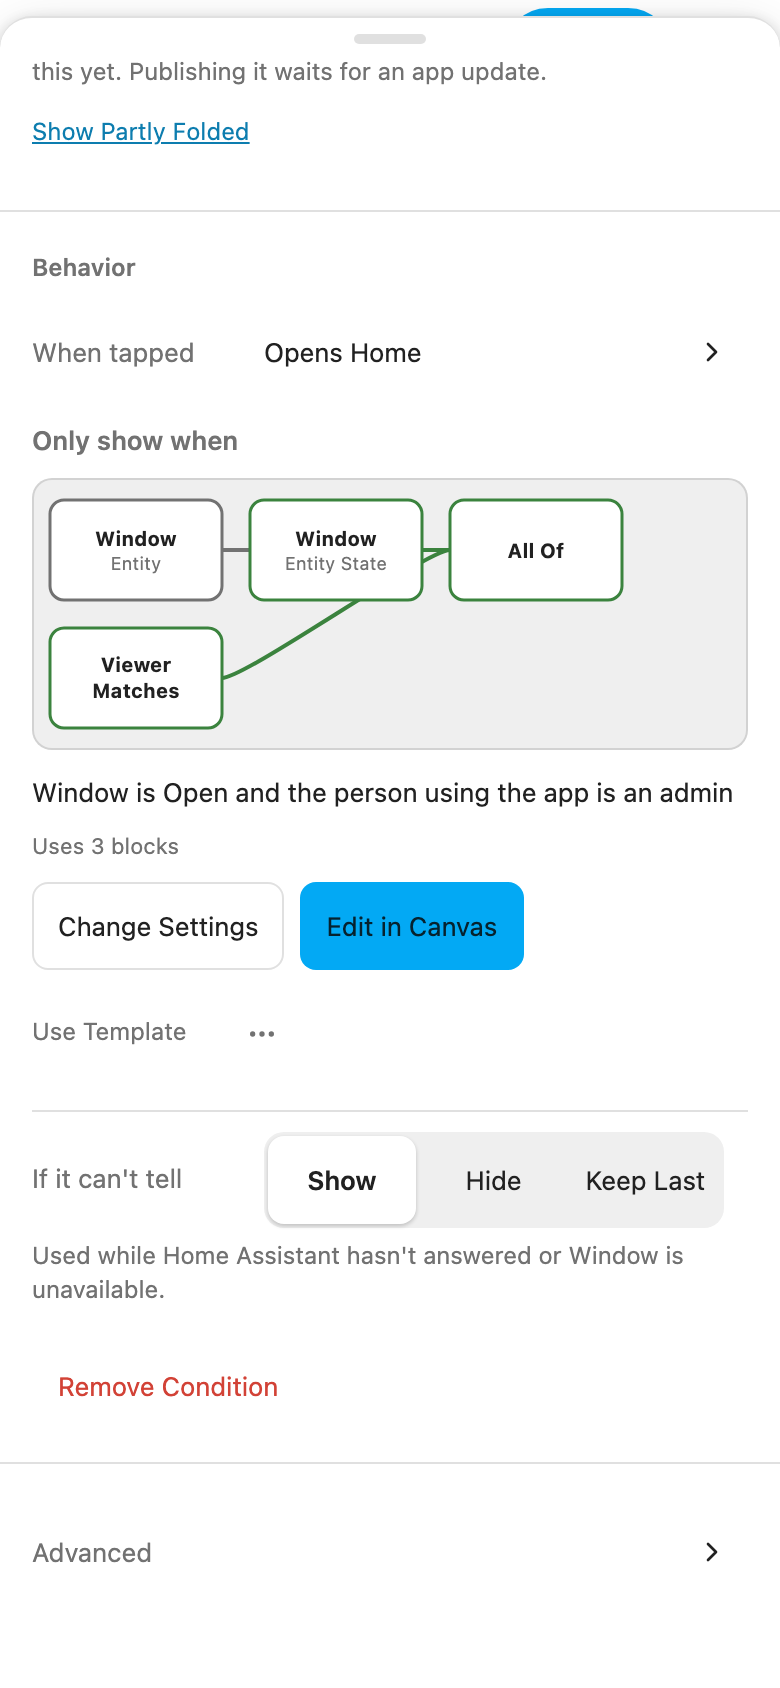 this yet. Publishing it waits for an app update.
Show Partly Folded
Behavior
When tapped
Opens Home
Only show when
Window
Entity
Window
Entity State
All Of
Viewer
Matches
Window is Open and the person using the app is an admin
Uses 3 blocks
Change Settings
Edit in Canvas
Use Template
•••
If it can't tell
Show
Hide
Keep Last
Used while Home Assistant hasn't answered or Window is
unavailable.
Remove Condition
Advanced